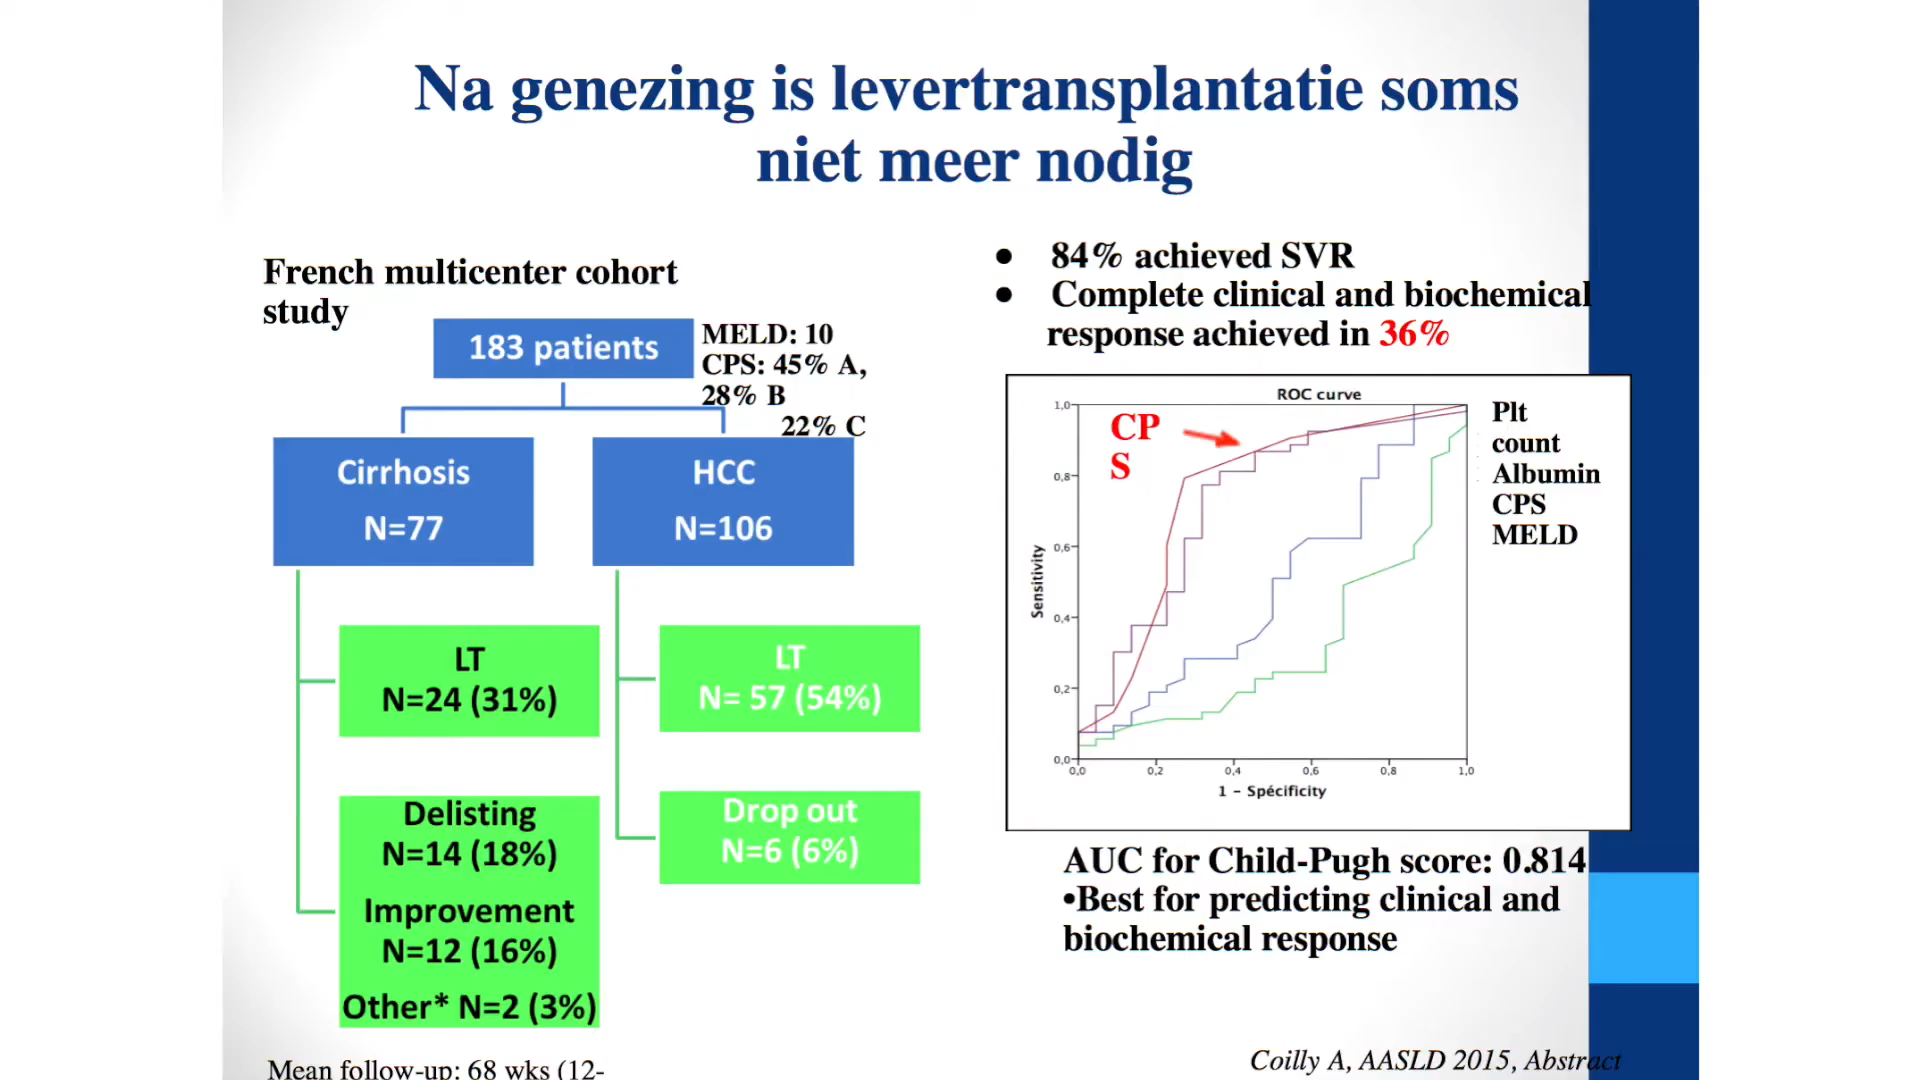 Na genezing is levertransplantatie soms
niet meer nodig
French multicenter cohort
study
183 patients
MELD: 10
CPS: 45% A,
28% B
22% C
Cirrhosis
N=77
HCC
N=106
LT
N=24 (31%)
LT
N= 57 (54%)
Delisting
N=14 (18%)
Improvement
N=12 (16%)
Other* N=2 (3%)
Drop out
N=6 (6%)
Mean follow-up: 68 wks (12-
● 84% achieved SVR
● Complete clinical and biochemical
response achieved in 36%
ROC curve
CP
S
Plt
count
Albumin
CPS
MELD
Sensitivity
1,0
0,8
0,6
0,4
0,2
0,0
0,0 0,2 0,4 0,6 0,8 1,0
1 - Spécificity
AUC for Child-Pugh score: 0.814
•Best for predicting clinical and
biochemical response
Coilly A, AASLD 2015, Abstract